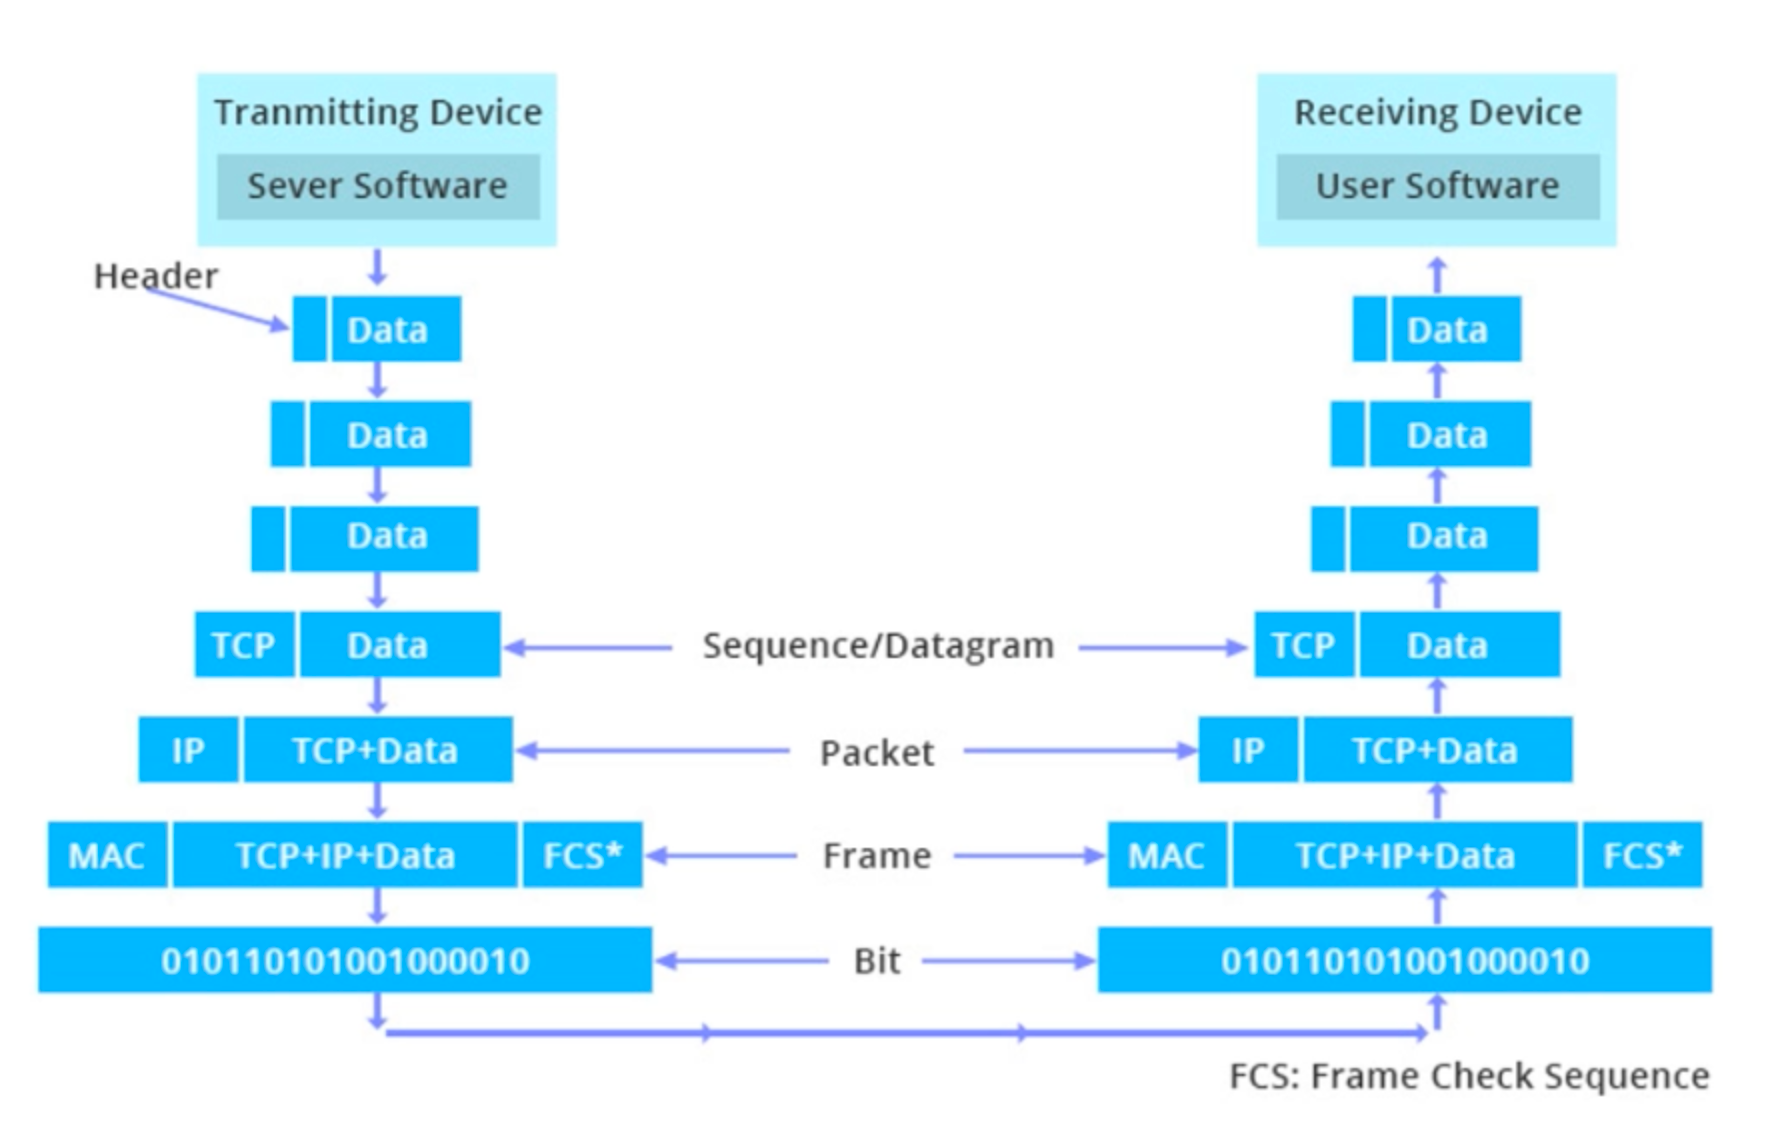 Tranmitting Device
Receiving Device
Sever Software
User Software
Header
Data
Data
Data
Data
Data
Data
TCP Data
Sequence/Datagram
TCP Data
IP TCP+Data
Packet
IP TCP+Data
MAC TCP+IP+Data FCS*
Frame
MAC TCP+IP+Data FCS*
010110101001000010
Bit
010110101001000010
FCS: Frame Check Sequence